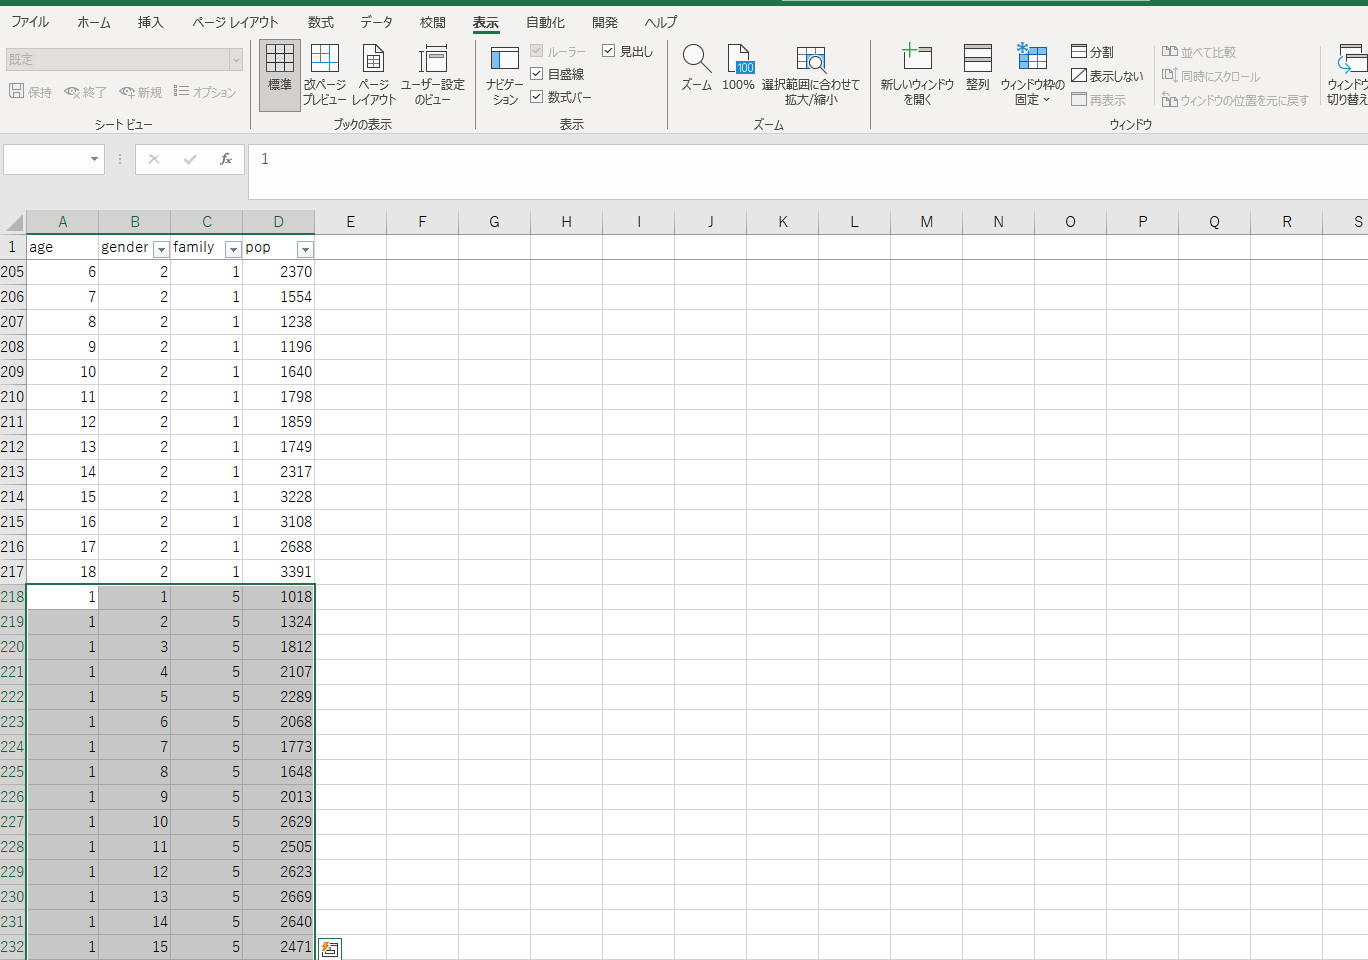 ファイル ホーム 挿入 ページ レイアウト 数式 データ 校閲 表示 自動化 開発 ヘルプ
既定
保持 終了 新規 オプション
シート ビュー
標準 改ページ プレビュー ページ レイアウト ユーザー設定 のビュー
ブックの表示
ナビゲー ション
ルーラー 見出し
目盛線
数式バー
表示
ズーム 100% 選択範囲に合わせて 拡大/縮小
100
ズーム
新しいウィンドウ を開く 整列 ウィンドウ枠の 固定
分割
表示しない
再表示
並べて比較
同時にスクロール
ウィンドウの位置を元に戻す
ウィンドウ
ウィンドウ 切り替え
fx 1
A B C D E F G H I J K L M N O P Q R S
1 age gender family pop
205 6 2 1 2370
206 7 2 1 1554
207 8 2 1 1238
208 9 2 1 1196
209 10 2 1 1640
210 11 2 1 1798
211 12 2 1 1859
212 13 2 1 1749
213 14 2 1 2317
214 15 2 1 3228
215 16 2 1 3108
216 17 2 1 2688
217 18 2 1 3391
218 1 1 5 1018
219 1 2 5 1324
220 1 3 5 1812
221 1 4 5 2107
222 1 5 5 2289
223 1 6 5 2068
224 1 7 5 1773
225 1 8 5 1648
226 1 9 5 2013
227 1 10 5 2629
228 1 11 5 2505
229 1 12 5 2623
230 1 13 5 2669
231 1 14 5 2640
232 1 15 5 2471